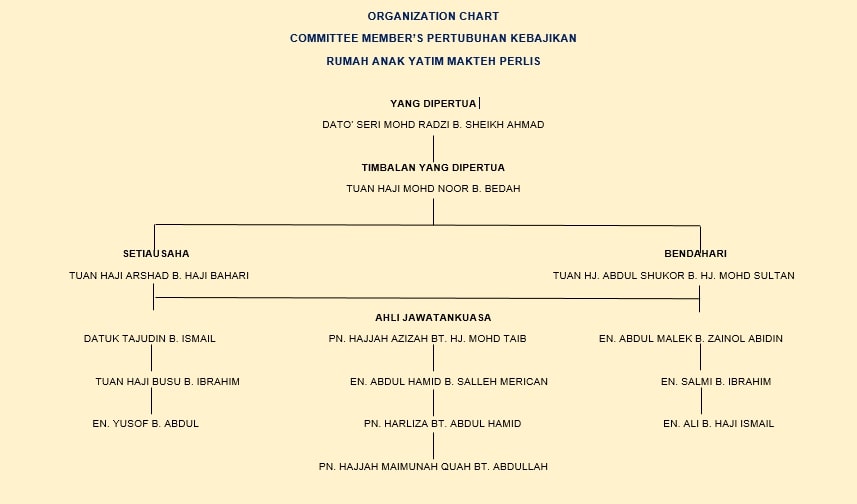 ORGANIZATION CHART
COMMITTEE MEMBER'S PERTUBUHAN KEBAJIKAN
RUMAH ANAK YATIM MAKTEH PERLIS
YANG DIPERTUA
DATO' SERI MOHD RADZI B. SHEIKH AHMAD
TIMBALAN YANG DIPERTUA
TUAN HAJI MOHD NOOR B. BEDAH
SETIAUSAHA
BENDAHARI
TUAN HAJI ARSHAD B. HAJI BAHARI
TUAN HJ. ABDUL SHUKOR B. HJ. MOHD SULTAN
AHLI JAWATANKUASA
DATUK TAJUDIN B. ISMAIL
PN. HAJJAH AZIZAH BT. HJ. MOHD TAIB
EN. ABDUL MALEK B. ZAINOL ABIDIN
TUAN HAJI BUSU B. IBRAHIM
EN. ABDUL HAMID B. SALLEH MERICAN
EN. SALMI B. IBRAHIM
EN. YUSOF B. ABDUL
PN. HARLIZA BT. ABDUL HAMID
EN. ALI B. HAJI ISMAIL
PN. HAJJAH MAIMUNAH QUAH BT. ABDULLAH